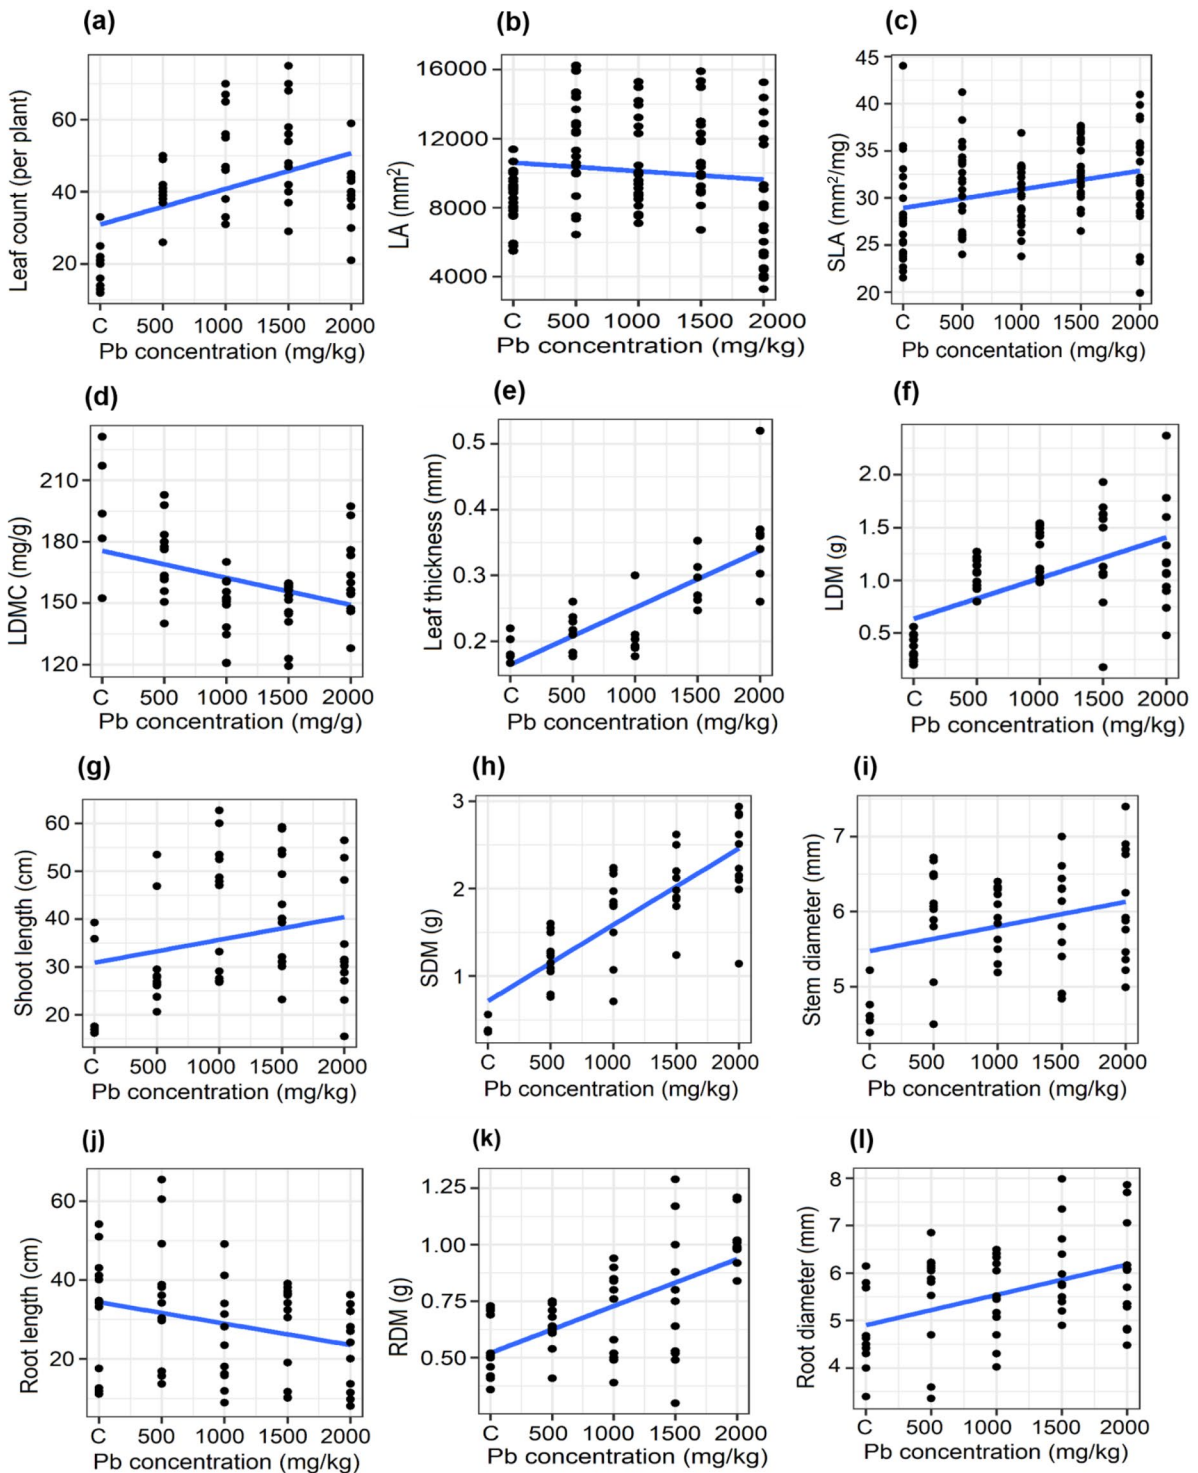 (a)
Leaf count (per plant)
60
40
20
C 500 1000 1500 2000
Pb concentration (mg/kg)
(b)
LA (mm²)
16000
12000
8000
4000
C 500 1000 1500 2000
Pb concentration (mg/kg)
(c)
SLA (mm²/mg)
45
40
35
30
25
20
C 500 1000 1500 2000
Pb concentation (mg/kg)
(d)
LDMC (mg/g)
210
180
150
120
C 500 1000 1500 2000
Pb concentration (mg/g)
(e)
Leaf thickness (mm)
0.5
0.4
0.3
0.2
C 500 1000 1500 2000
Pb concentration (mg/kg)
(f)
LDM (g)
2.0
1.5
1.0
0.5
C 500 1000 1500 2000
Pb concentration (mg/kg)
(g)
Shoot length (cm)
60
50
40
30
20
C 500 1000 1500 2000
Pb concentration (mg/kg)
(h)
SDM (g)
3
2
1
C 500 1000 1500 2000
Pb concentration (mg/kg)
(i)
Stem diameter (mm)
7
6
5
C 500 1000 1500 2000
Pb concentration (mg/kg)
(j)
Root length (cm)
60
40
20
C 500 1000 1500 2000
Pb concentration (mg/kg)
(k)
RDM (g)
1.25
1.00
0.75
0.50
C 500 1000 1500 2000
Pb concentration (mg/kg)
(l)
Root diameter (mm)
8
7
6
5
4
C 500 1000 1500 2000
Pb concentration (mg/kg)